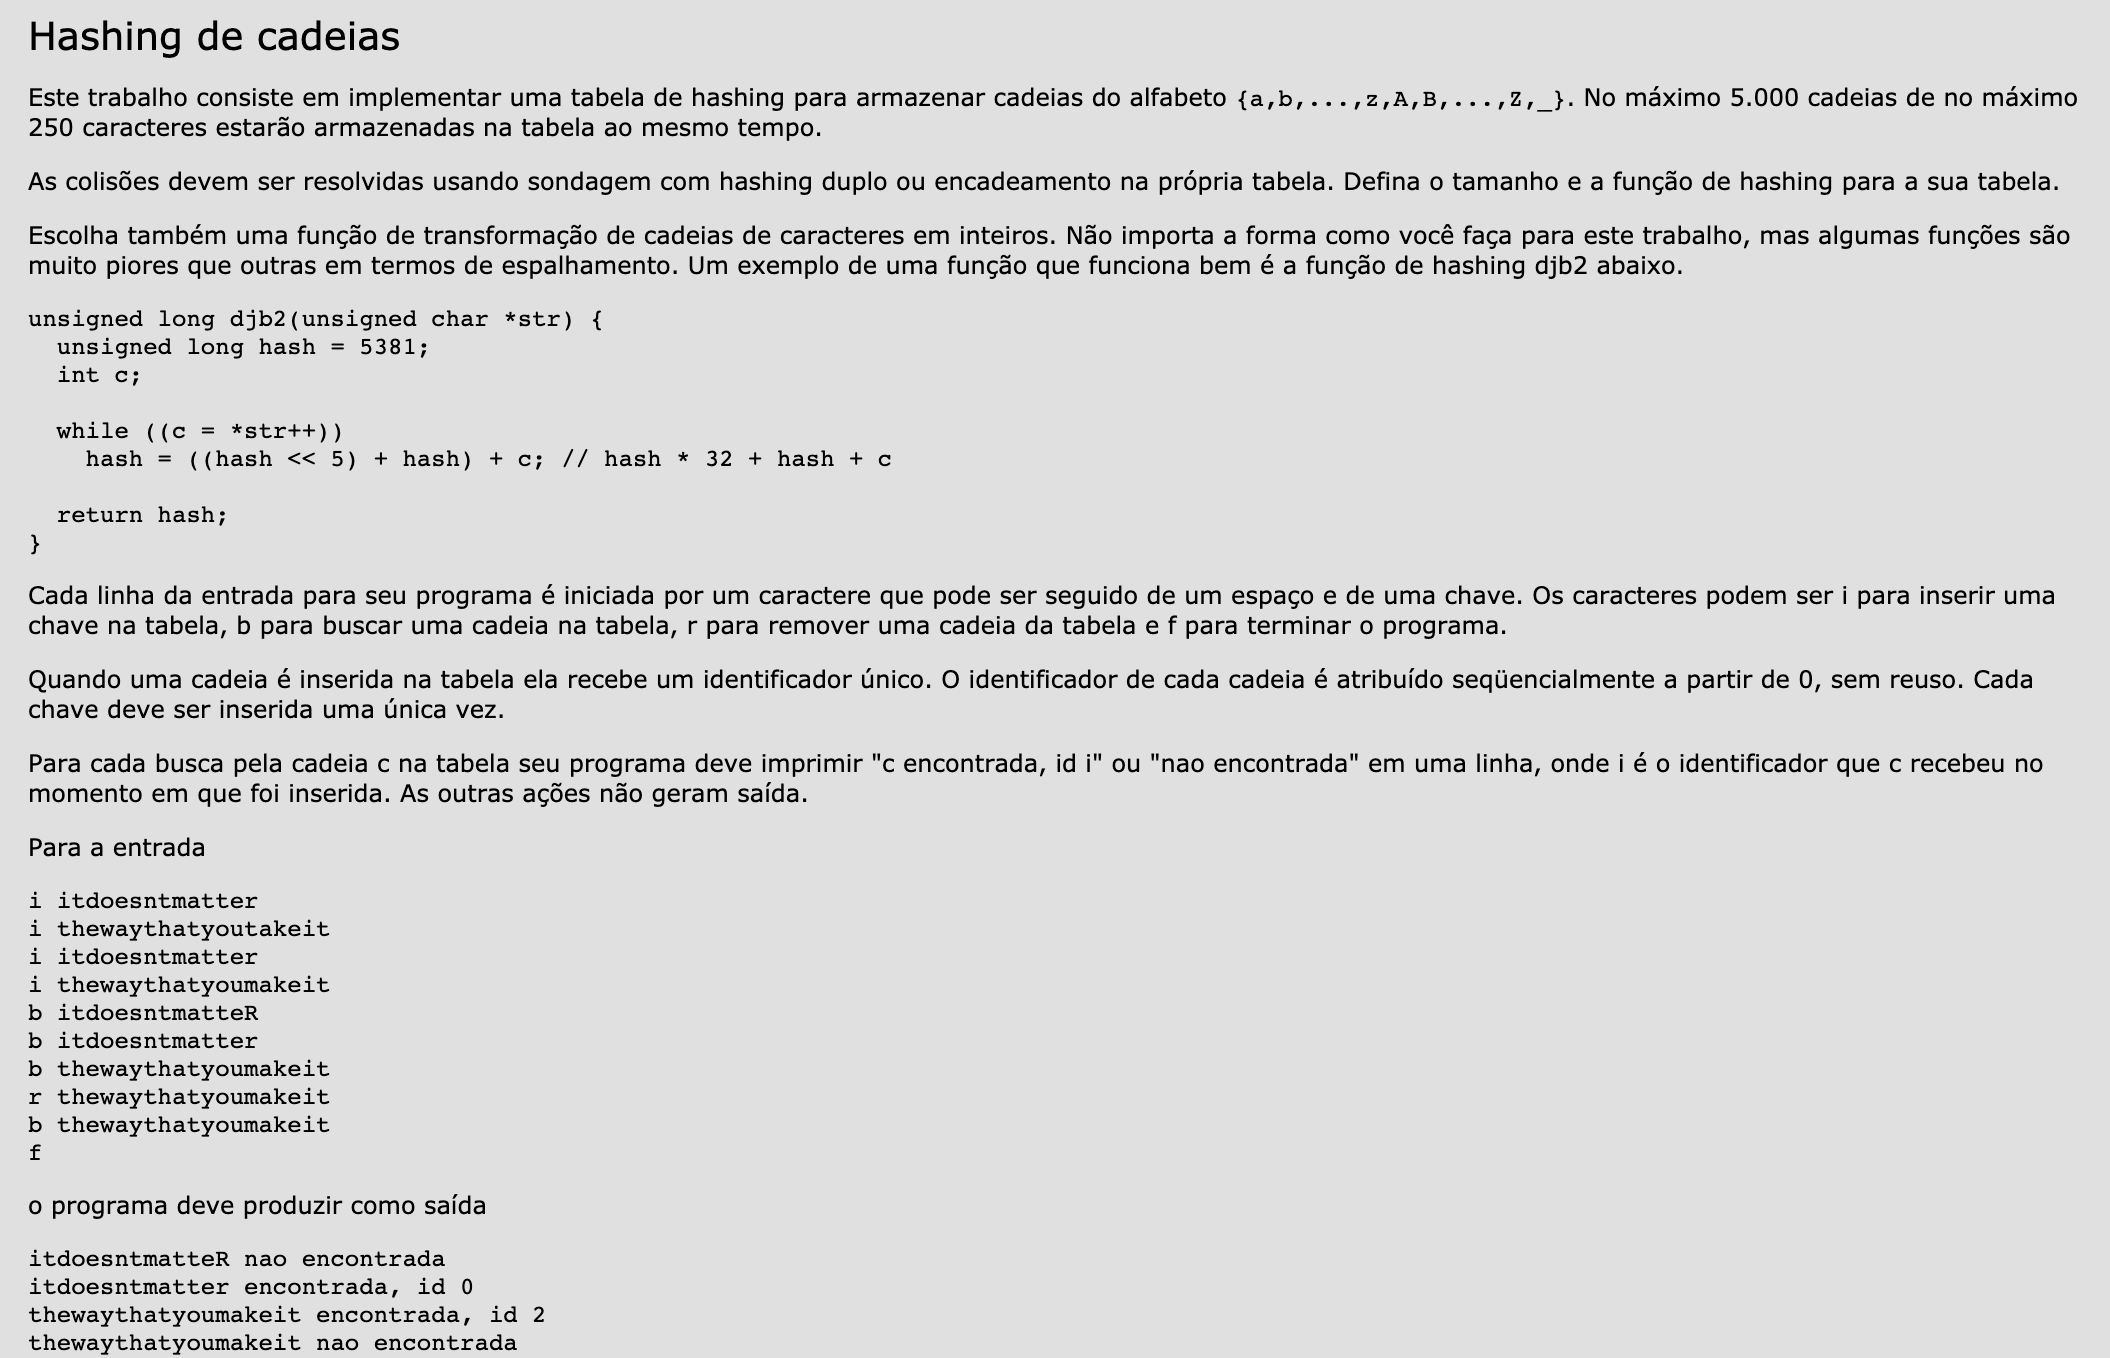 Hashing de cadeias
Este trabalho consiste em implementar uma tabela de hashing para armazenar cadeias do alfabeto {a,b,...,z,A,B,...,Z,_}. No máximo 5.000 cadeias de no máximo
250 caracteres estarão armazenadas na tabela ao mesmo tempo.
As colisões devem ser resolvidas usando sondagem com hashing duplo ou encadeamento na própria tabela. Defina o tamanho e a função de hashing para a sua tabela.
Escolha também uma função de transformação de cadeias de caracteres em inteiros. Não importa a forma como você faça para este trabalho, mas algumas funções são
muito piores que outras em termos de espalhamento. Um exemplo de uma função que funciona bem é a função de hashing djb2 abaixo.
unsigned long djb2(unsigned char *str) {
  unsigned long hash = 5381;
  int c;
  while ((c = *str++))
    hash = ((hash << 5) + hash) + c; // hash * 32 + hash + c
  return hash;
}
Cada linha da entrada para seu programa é iniciada por um caractere que pode ser seguido de um espaço e de uma chave. Os caracteres podem ser i para inserir uma
chave na tabela, b para buscar uma cadeia na tabela, r para remover uma cadeia da tabela e f para terminar o programa.
Quando uma cadeia é inserida na tabela ela recebe um identificador único. O identificador de cada cadeia é atribuído seqüencialmente a partir de 0, sem reuso. Cada
chave deve ser inserida uma única vez.
Para cada busca pela cadeia c na tabela seu programa deve imprimir "c encontrada, id i" ou "nao encontrada" em uma linha, onde i é o identificador que c recebeu no
momento em que foi inserida. As outras ações não geram saída.
Para a entrada
i itdoesntmatter
i thewaythatyoutakeit
i itdoesntmatter
i thewaythatyoumakeit
b itdoesntmatteR
b itdoesntmatter
b thewaythatyoumakeit
r thewaythatyoumakeit
b thewaythatyoumakeit
f
o programa deve produzir como saída
itdoesntmatteR nao encontrada
itdoesntmatter encontrada, id 0
thewaythatyoumakeit encontrada, id 2
thewaythatyoumakeit nao encontrada